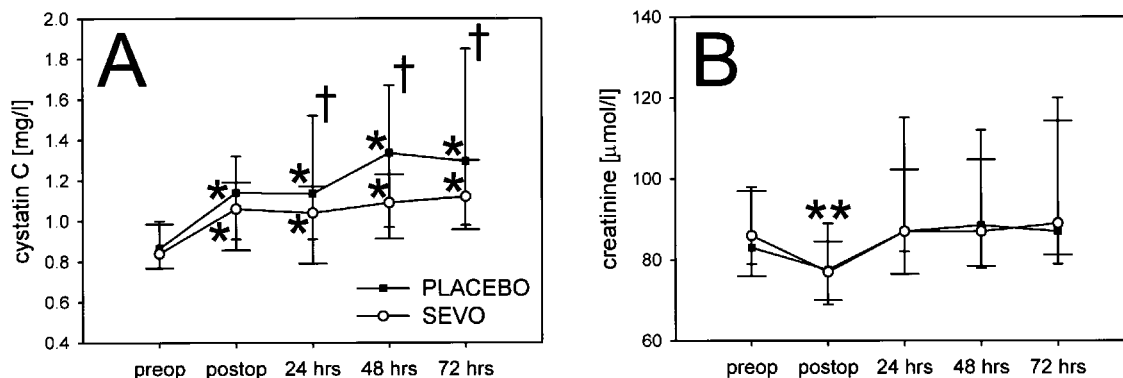 A
cystatin C [mg/l]
2.0
1.8
1.6
1.4
1.2
1.0
0.8
0.6
0.4
† † †
* * * *
* * * *
PLACEBO
SEVO
preop postop 24 hrs 48 hrs 72 hrs
B
creatinine [μmol/l]
140
120
100
80
60
**
preop postop 24 hrs 48 hrs 72 hrs